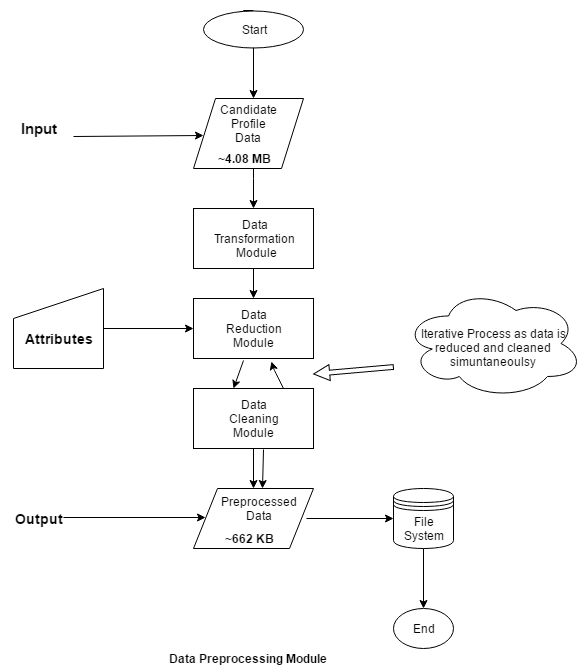 Start
Input
Candidate
Profile
Data
~4.08 MB
Data
Transformation
Module
Attributes
Data
Reduction
Module
Iterative Process as data is
reduced and cleaned
simuntaneoulsy
Data
Cleaning
Module
Output
Preprocessed
Data
~662 KB
File
System
End
Data Preprocessing Module